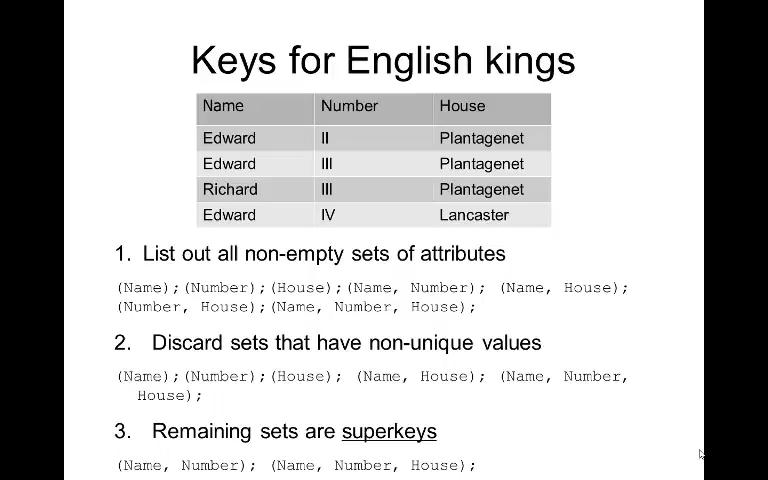 Keys for English kings
Name Number House
Edward II Plantagenet
Edward III Plantagenet
Richard III Plantagenet
Edward IV Lancaster
1. List out all non-empty sets of attributes
(Name);(Number);(House);(Name, Number); (Name, House);
(Number, House);(Name, Number, House);
2. Discard sets that have non-unique values
(Name);(Number);(House); (Name, House); (Name, Number,
House);
3. Remaining sets are superkeys
(Name, Number); (Name, Number, House);